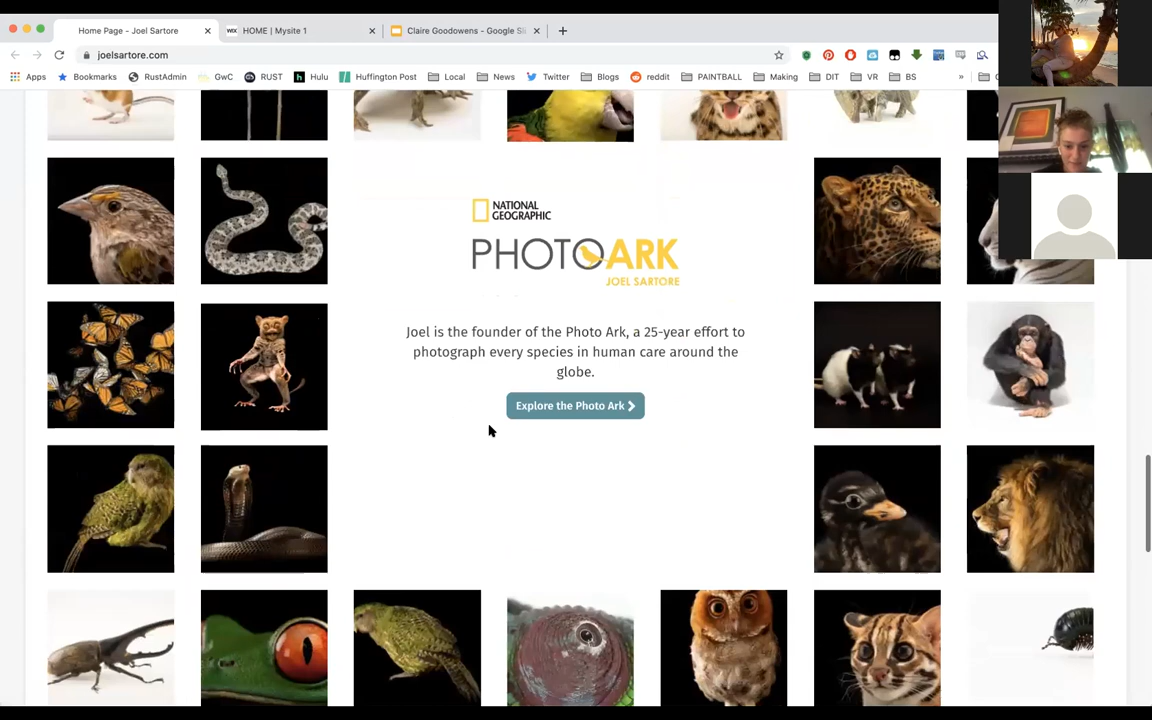 Home Page - Joel Sartore
HOME | Mysite 1
Claire Goodowens - Google Sli
joelsartore.com
Apps
Bookmarks
RustAdmin
GwC
RUST
Hulu
Huffington Post
Local
News
Twitter
Blogs
reddit
PAINTBALL
Making
DIT
VR
BS
»
NATIONAL
GEOGRAPHIC
PHOTOARK
JOEL SARTORE
Joel is the founder of the Photo Ark, a 25-year effort to
photograph every species in human care around the
globe.
Explore the Photo Ark